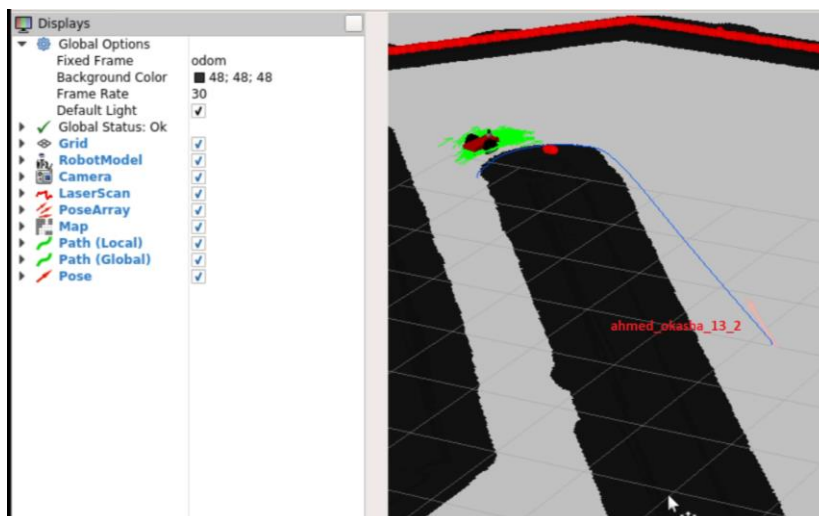 Displays
Global Options
Fixed Frame odom
Background Color 48; 48; 48
Frame Rate 30
Default Light
Global Status: Ok
Grid
RobotModel
Camera
LaserScan
PoseArray
Map
Path (Local)
Path (Global)
Pose
ahmed_okasha_13_2